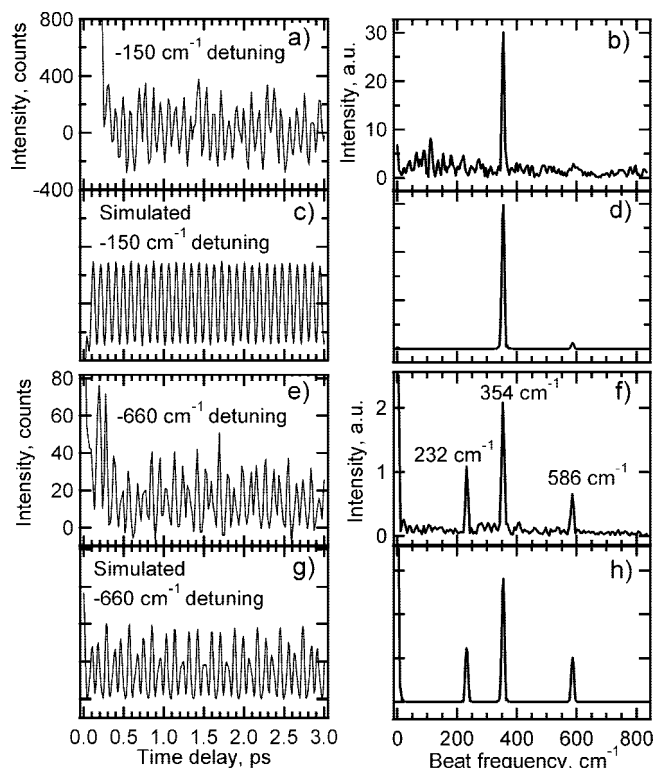 800
400
0
-400
Intensity, counts
-150 cm⁻¹ detuning
a)
30
20
10
0
Intensity, a.u.
b)
Simulated
-150 cm⁻¹ detuning
c)
d)
80
60
40
20
0
Intensity, counts
-660 cm⁻¹ detuning
e)
2
1
0
Intensity, a.u.
354 cm⁻¹
f)
232 cm⁻¹
586 cm⁻¹
Simulated
-660 cm⁻¹ detuning
g)
h)
0.0 0.5 1.0 1.5 2.0 2.5 3.0
Time delay, ps
0 200 400 600 800
Beat frequency, cm⁻¹